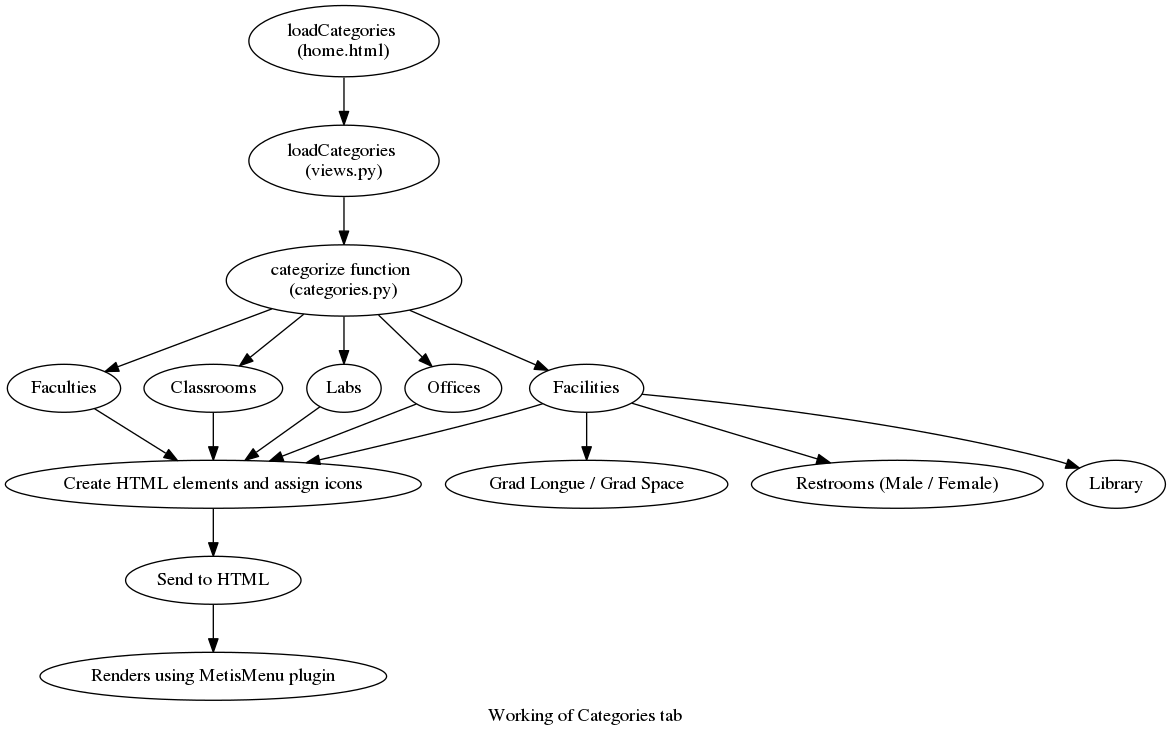 loadCategories
(home.html)
loadCategories
(views.py)
categorize function
(categories.py)
Faculties
Classrooms
Labs
Offices
Facilities
Create HTML elements and assign icons
Grad Longue / Grad Space
Restrooms (Male / Female)
Library
Send to HTML
Renders using MetisMenu plugin
Working of Categories tab